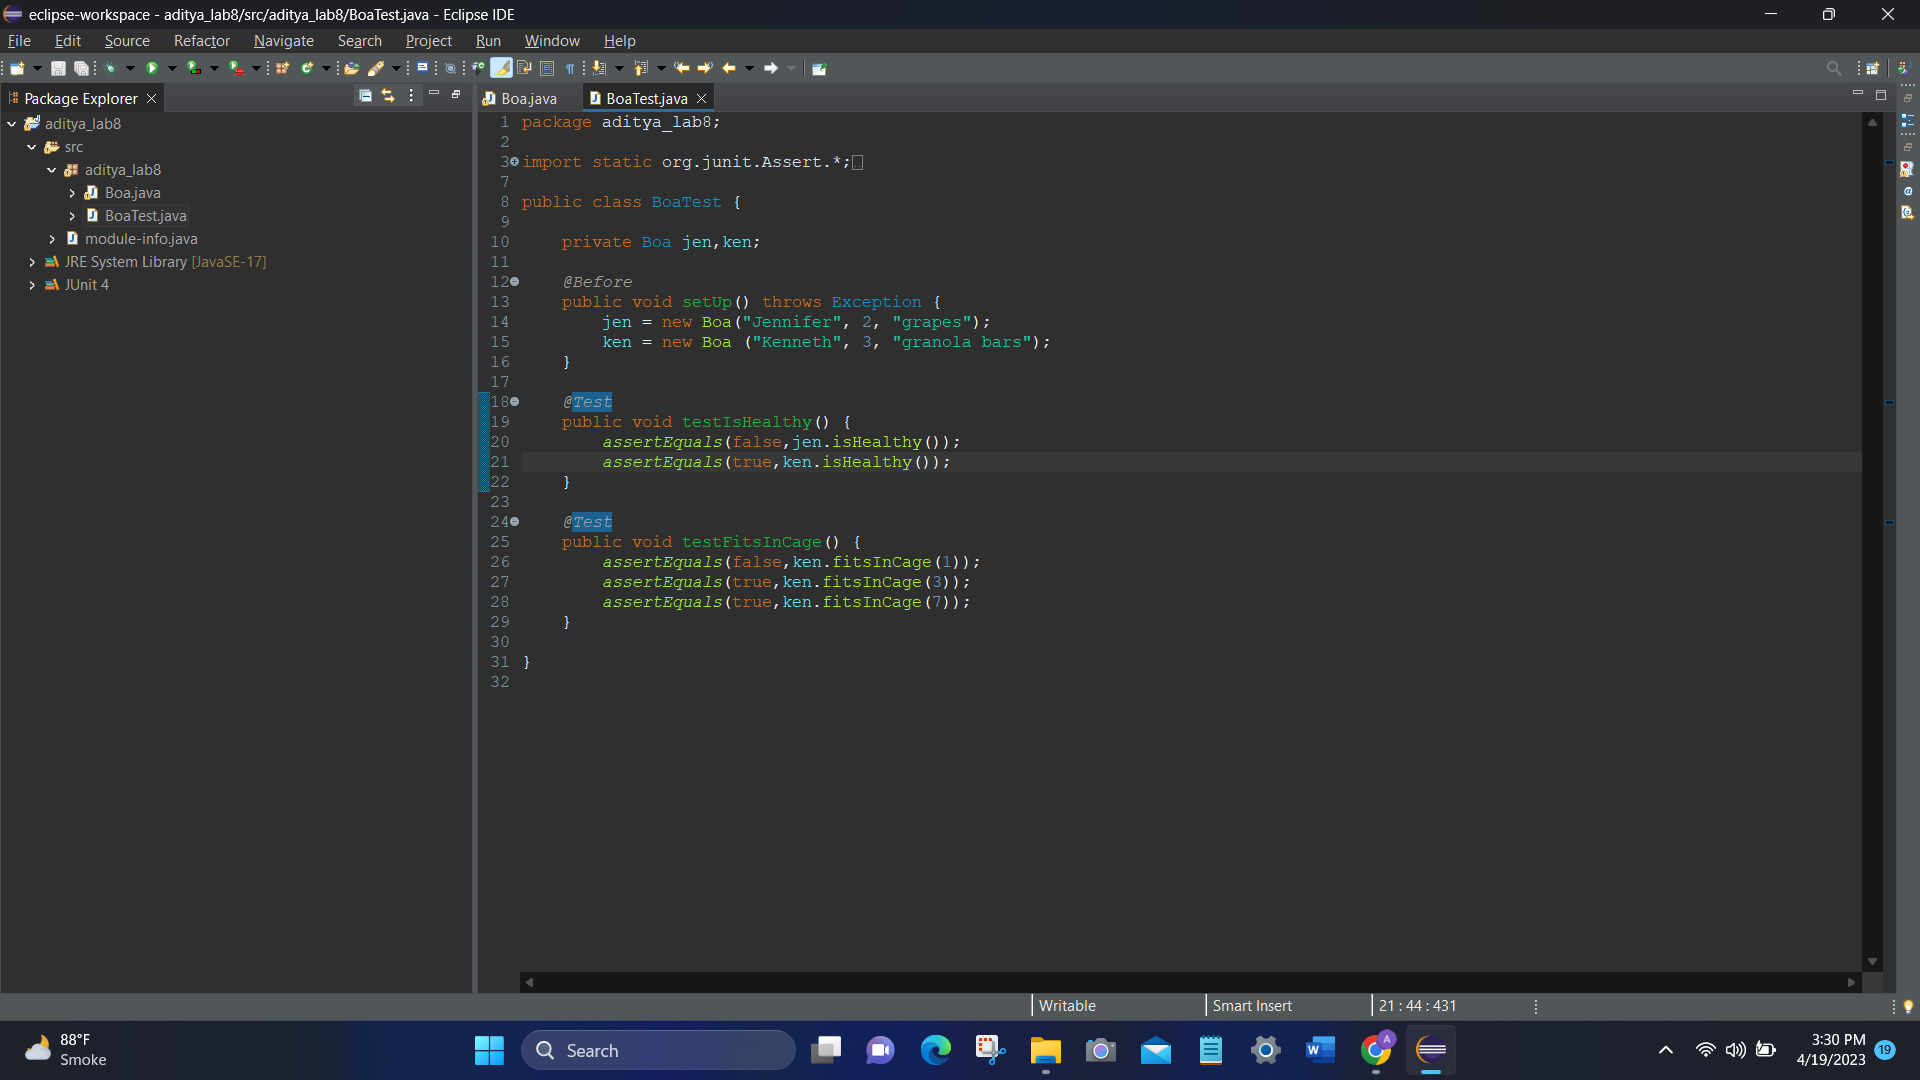 eclipse-workspace - aditya_lab8/src/aditya_lab8/BoaTest.java - Eclipse IDE
File Edit Source Refactor Navigate Search Project Run Window Help
Package Explorer
Boa.java
BoaTest.java
aditya_lab8
src
aditya_lab8
Boa.java
BoaTest.java
module-info.java
JRE System Library [JavaSE-17]
JUnit 4
1 package aditya_lab8;
2
3 import static org.junit.Assert.*;
7
8 public class BoaTest {
9
10     private Boa jen,ken;
11
12     @Before
13     public void setUp() throws Exception {
14         jen = new Boa("Jennifer", 2, "grapes");
15         ken = new Boa ("Kenneth", 3, "granola bars");
16     }
17
18     @Test
19     public void testIsHealthy() {
20         assertEquals(false,jen.isHealthy());
21         assertEquals(true,ken.isHealthy());
22     }
23
24     @Test
25     public void testFitsInCage() {
26         assertEquals(false,ken.fitsInCage(1));
27         assertEquals(true,ken.fitsInCage(3));
28         assertEquals(true,ken.fitsInCage(7));
29     }
30
31 }
32
Writable
Smart Insert
21 : 44 : 431
88°F
Smoke
Search
A
W
3:30 PM
4/19/2023
19